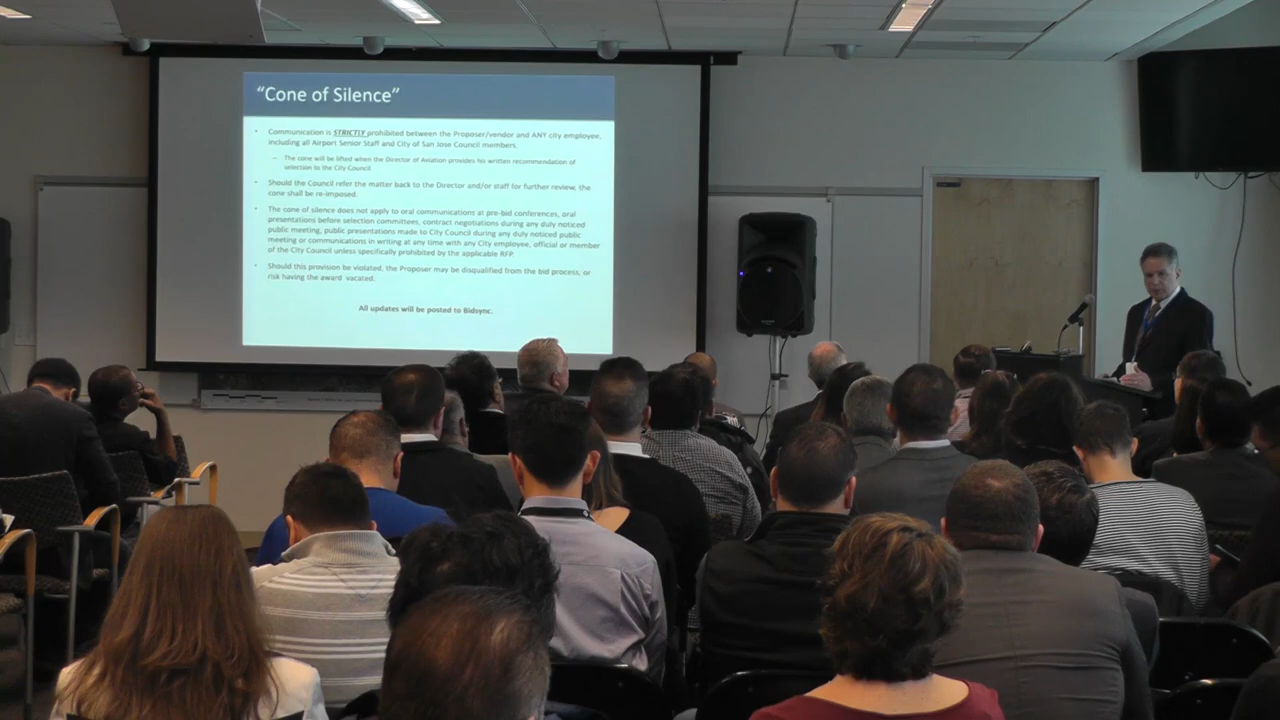 “Cone of Silence”
• Communication is STRICTLY prohibited between the Proposer/vendor and ANY city employee,
including all Airport Senior Staff and City of San Jose Council members.
– The cone will be lifted when the Director of Aviation provides his written recommendation of
selection to the City Council.
• Should the Council refer the matter back to the Director and/or staff for further review, the
cone shall be re-imposed.
• The cone of silence does not apply to oral communications at pre-bid conferences, oral
presentations before selection committees, contract negotiations during any duly noticed
public meeting, public presentations made to City Council during any duly noticed public
meeting or communications in writing at any time with any City employee, official or member
of the City Council unless specifically prohibited by the applicable RFP.
• Should this provision be violated, the Proposer may be disqualified from the bid process, or
risk having the award vacated.
All updates will be posted to Bidsync.